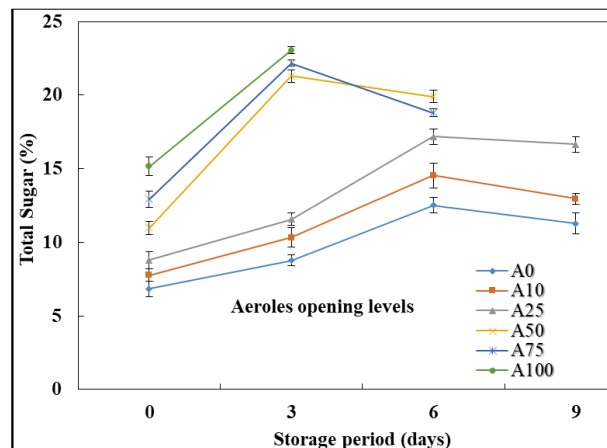 25
20
15
10
5
0
Total Sugar (%)
Aeroles opening levels
A0
A10
A25
A50
A75
A100
0 3 6 9
Storage period (days)